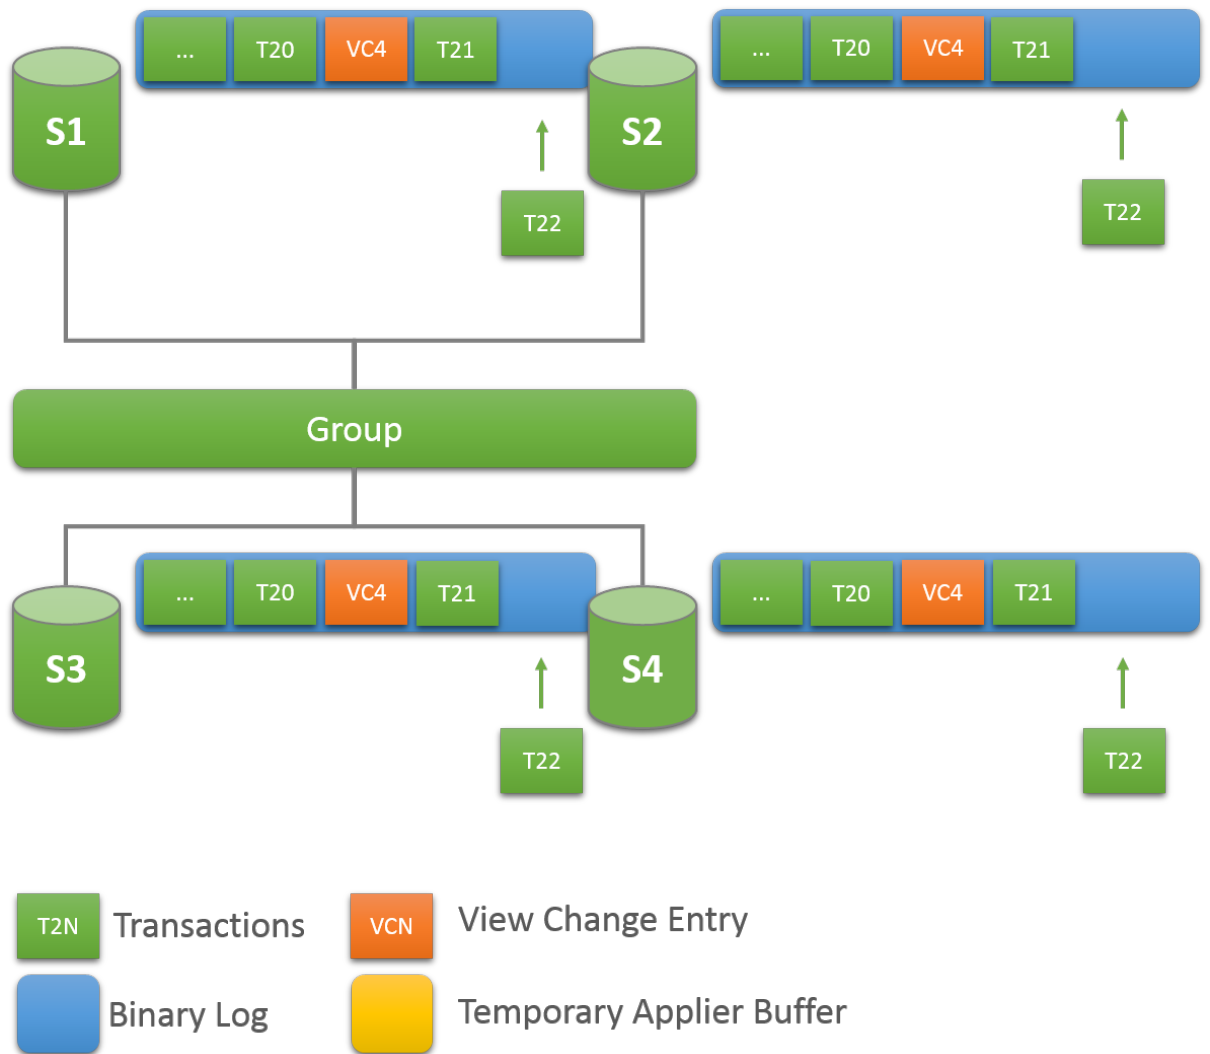 ... T20 VC4 T21
S1
T22
... T20 VC4 T21
S2
T22
Group
... T20 VC4 T21
S3
T22
... T20 VC4 T21
S4
T22
T2N Transactions
VCN View Change Entry
Binary Log
Temporary Applier Buffer